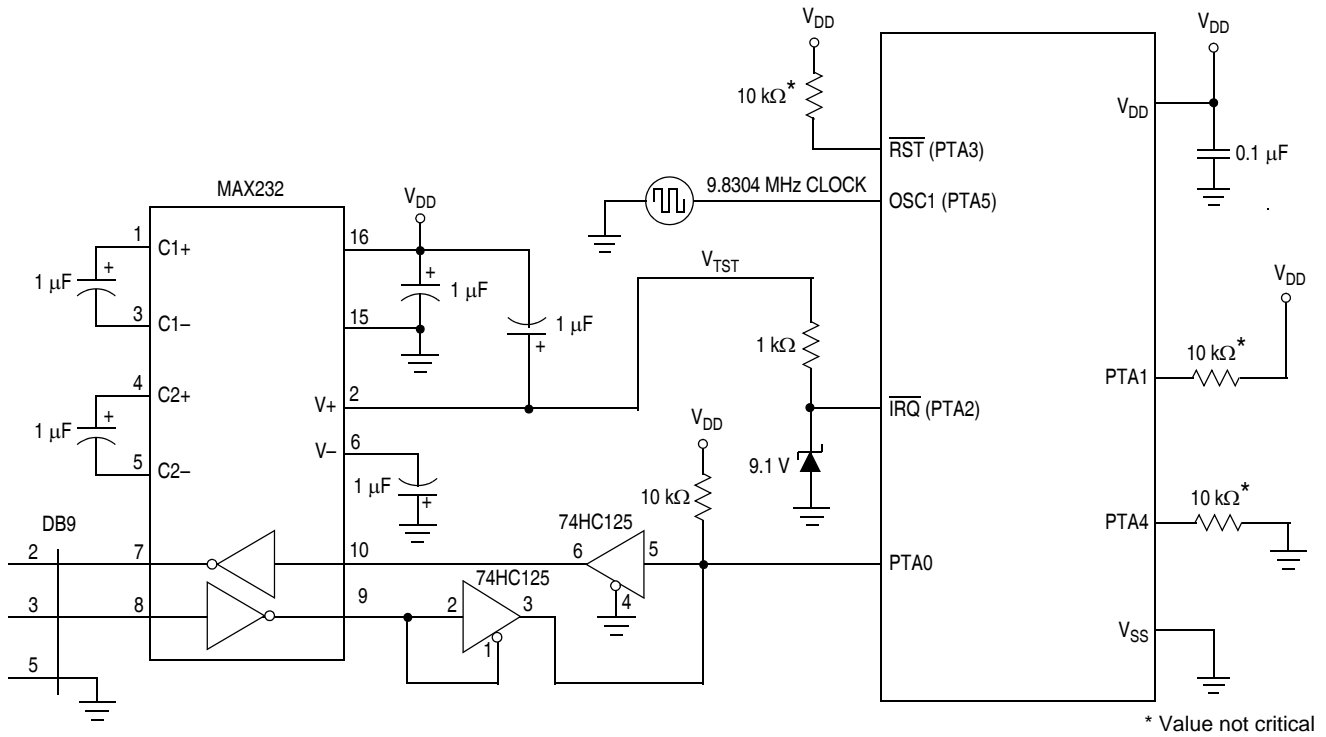 VDD
10 kΩ*
RST (PTA3)
9.8304 MHz CLOCK
OSC1 (PTA5)
VDD
VDD
0.1 µF
MAX232
VDD
1
C1+
16
1 µF
+
+
1 µF
3
C1–
15
1 µF
+
VTST
1 kΩ
IRQ (PTA2)
9.1 V
VDD
10 kΩ*
PTA1
4
C2+
V+
2
1 µF
+
5
C2–
V–
6
1 µF
+
VDD
10 kΩ
10 kΩ*
PTA4
DB9
74HC125
2
7
10
6
5
4
PTA0
74HC125
3
8
9
2
3
1
5
VSS
* Value not critical